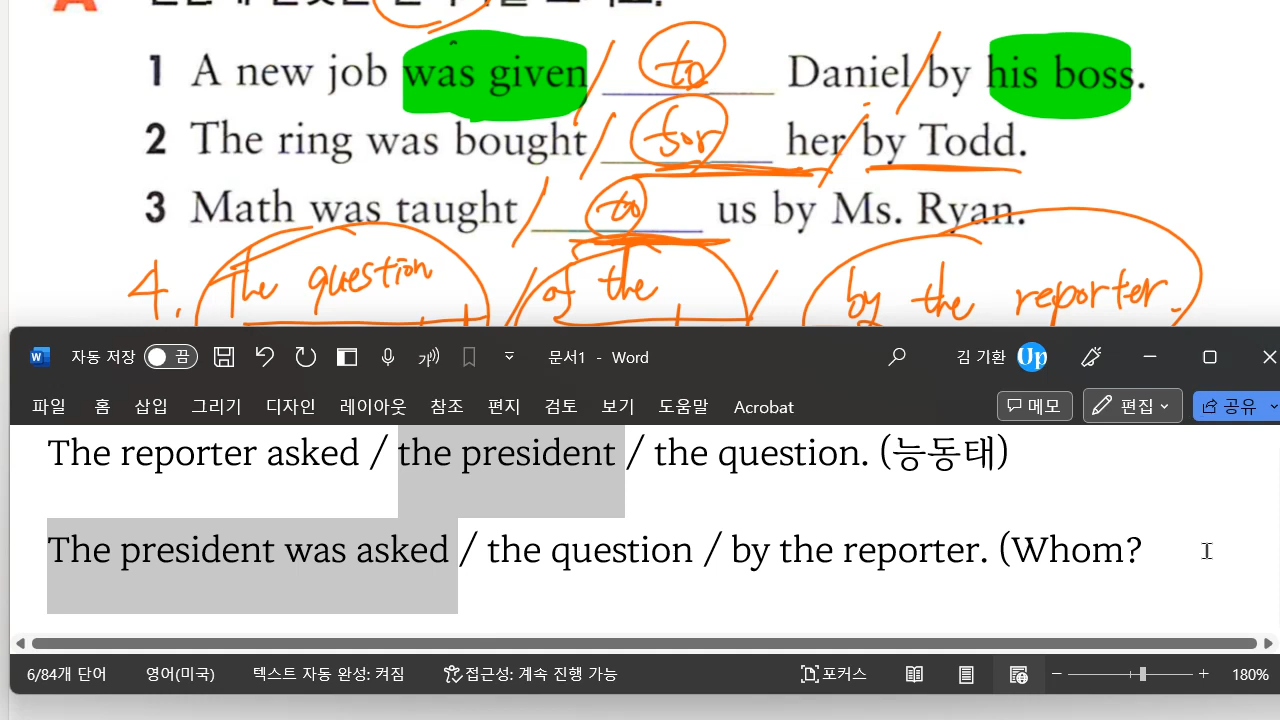 A
1 A new job was given / to Daniel / by his boss.
2 The ring was bought / for her / by Todd.
3 Math was taught / to us by Ms. Ryan.
4. The question / of the / by the reporter.
자동 저장 끔 문서1 - Word 김 기환 Up
파일 홈 삽입 그리기 디자인 레이아웃 참조 편지 검토 보기 도움말 Acrobat 메모 편집 공유
The reporter asked / the president / the question. (능동태)
The president was asked / the question / by the reporter. (Whom?
6/84개 단어 영어(미국) 텍스트 자동 완성: 켜짐 접근성: 계속 진행 가능 포커스 180%